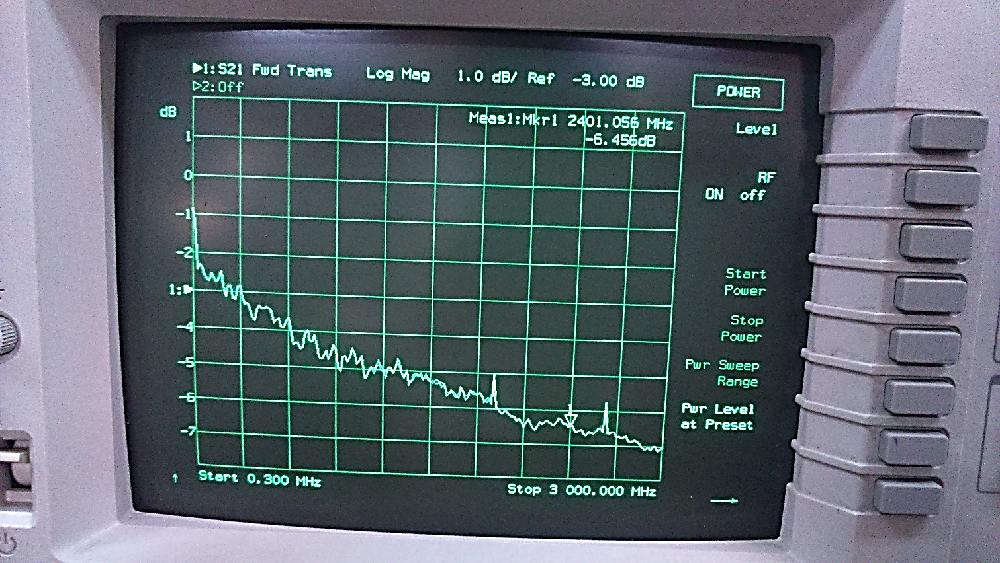 ▶1:S21 Fwd Trans Log Mag 1.0 dB/ Ref -3.00 dB
▷2:Off
dB
Meas1:Mkr1 2401.056 MHz
-6.456dB
1
0
-1
-2
1:▶
-4
-5
-6
-7
Start 0.300 MHz
Stop 3 000.000 MHz
POWER
Level
RF
ON off
Start
Power
Stop
Power
Pwr Sweep
Range
Pwr Level
at Preset